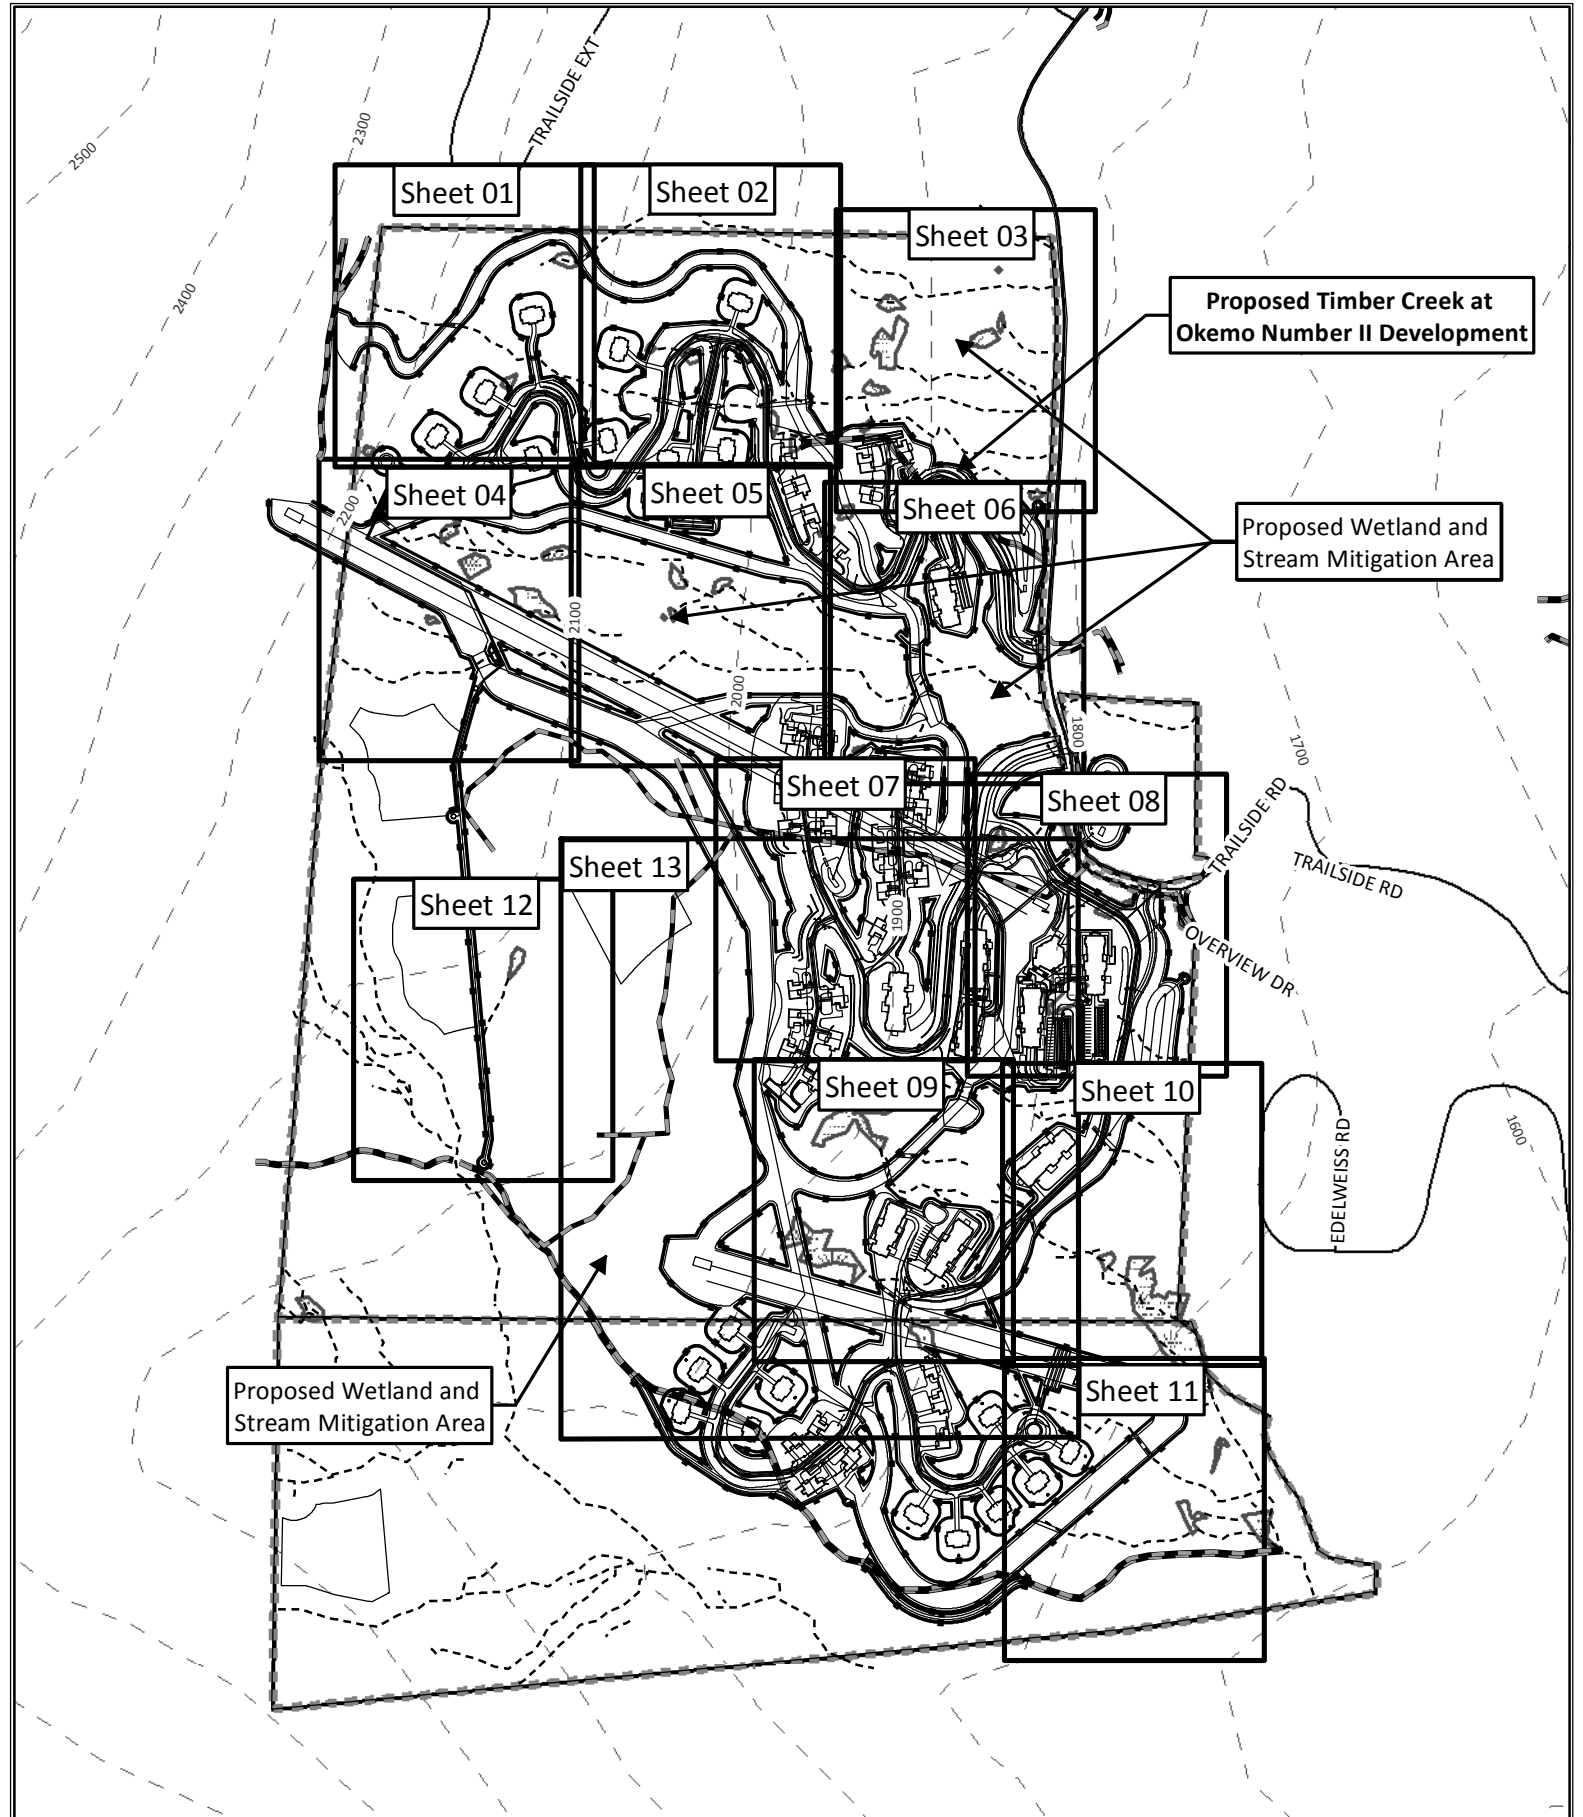 TRAILSIDE EXT
2500
2300
2400
Sheet 01
Sheet 02
Sheet 03
Proposed Timber Creek at
Okemo Number II Development
2200
Sheet 04
Sheet 05
Sheet 06
Proposed Wetland and
Stream Mitigation Area
2100
2000
1800
1700
Sheet 07
Sheet 08
TRAILSIDE RD
TRAILSIDE RD
Sheet 13
Sheet 12
1900
OVERVIEW DR
Sheet 09
Sheet 10
EDELWEISS RD
1600
Proposed Wetland and
Stream Mitigation Area
Sheet 11